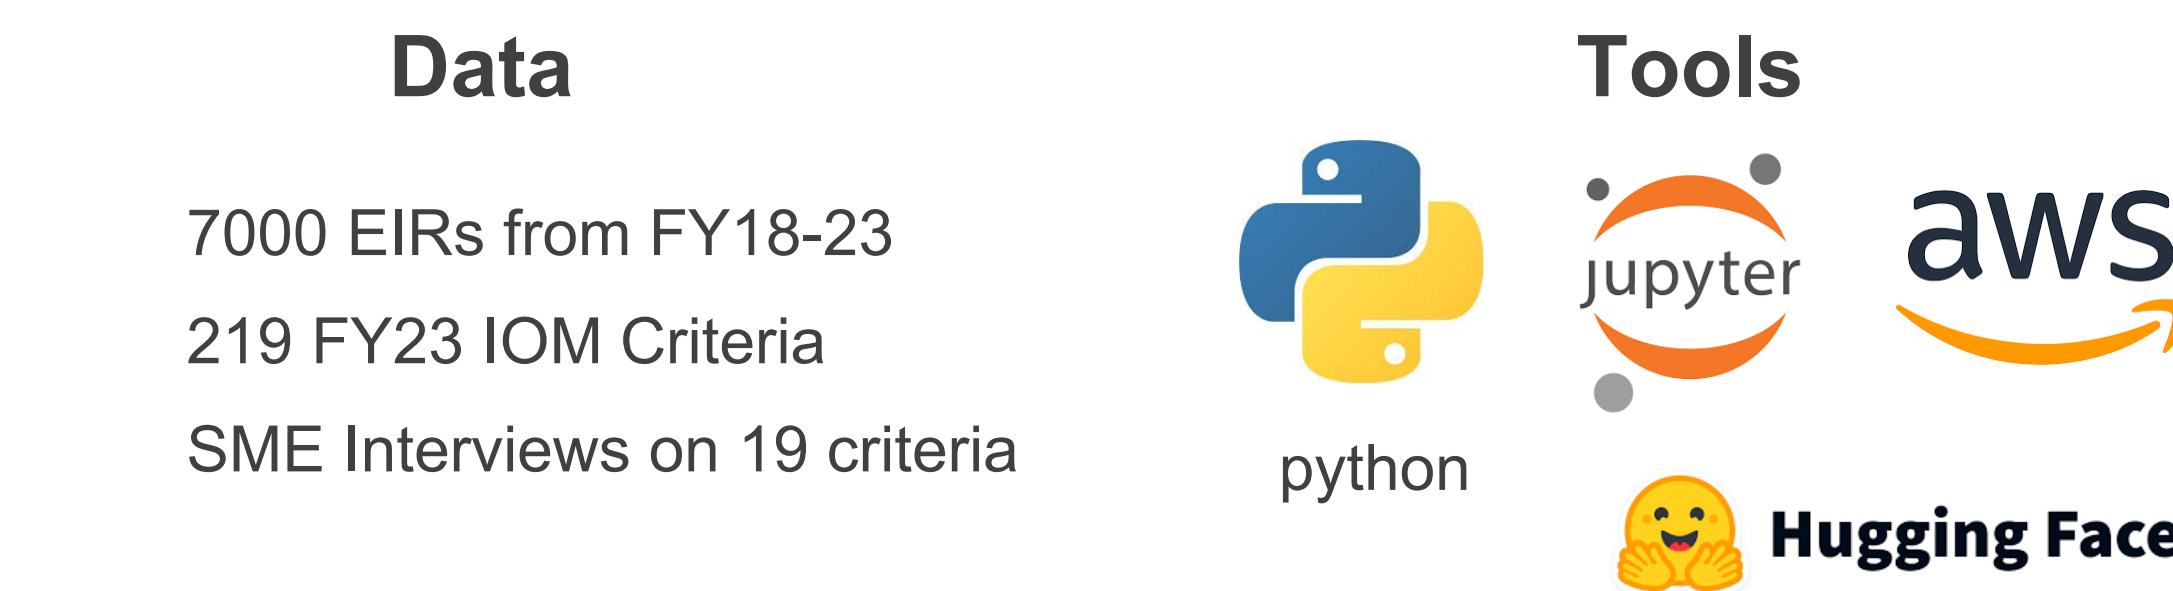 Data
7000 EIRs from FY18-23
219 FY23 IOM Criteria
SME Interviews on 19 criteria
Tools
python
jupyter
aws
Hugging Face